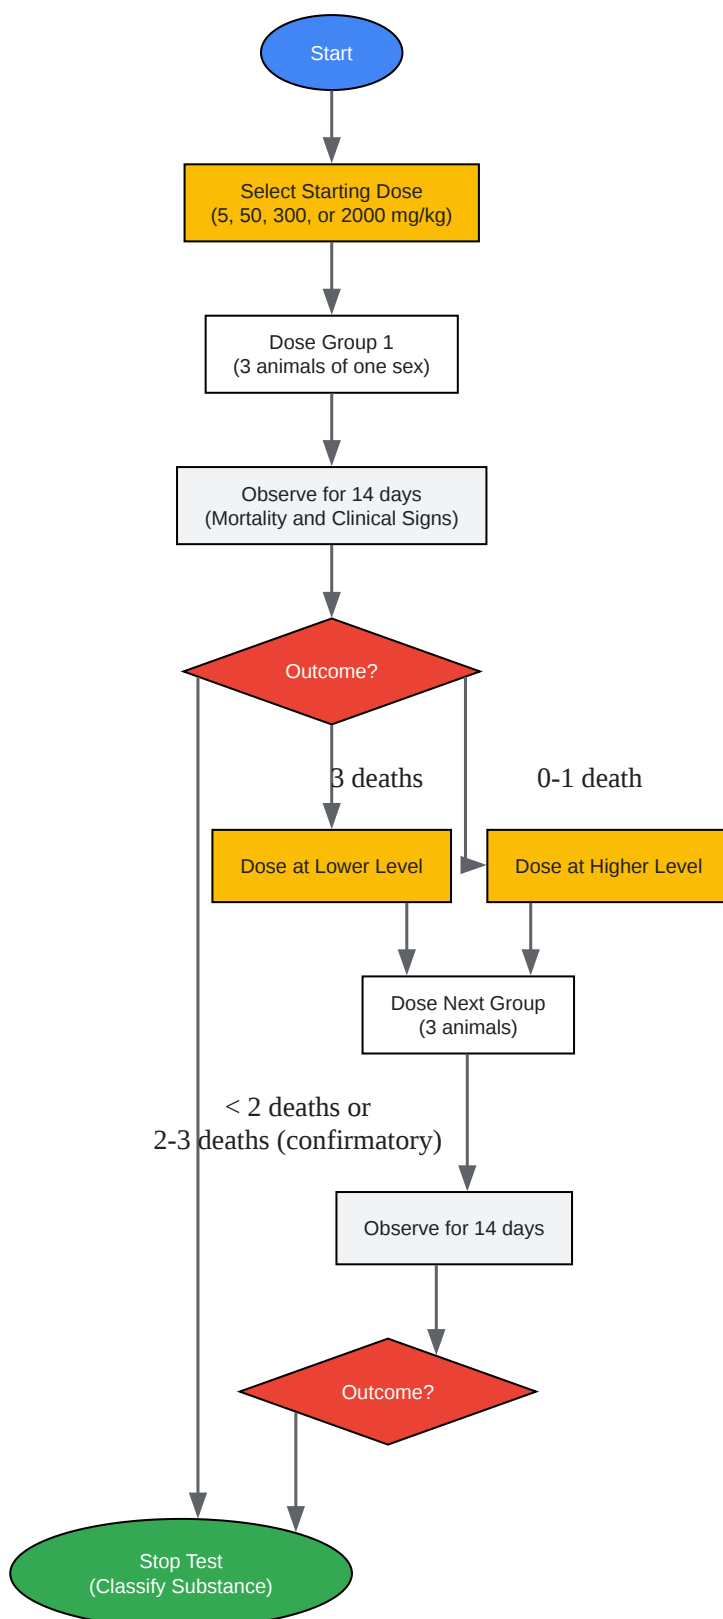 Start
Select Starting Dose
(5, 50, 300, or 2000 mg/kg)
Dose Group 1
(3 animals of one sex)
Observe for 14 days
(Mortality and Clinical Signs)
Outcome?
3 deaths
0-1 death
Dose at Lower Level
Dose at Higher Level
Dose Next Group
(3 animals)
< 2 deaths or
2-3 deaths (confirmatory)
Observe for 14 days
Outcome?
Stop Test
(Classify Substance)